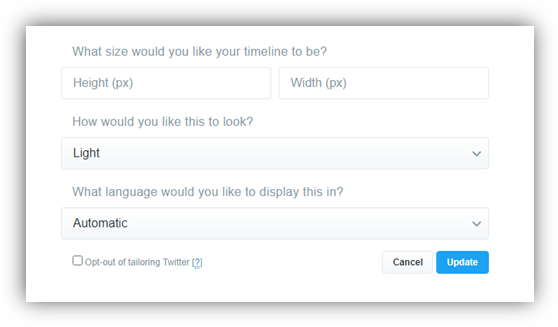 What size would you like your timeline to be?
Height (px) Width (px)
How would you like this to look?
Light
What language would you like to display this in?
Automatic
Opt-out of tailoring Twitter [?] Cancel Update